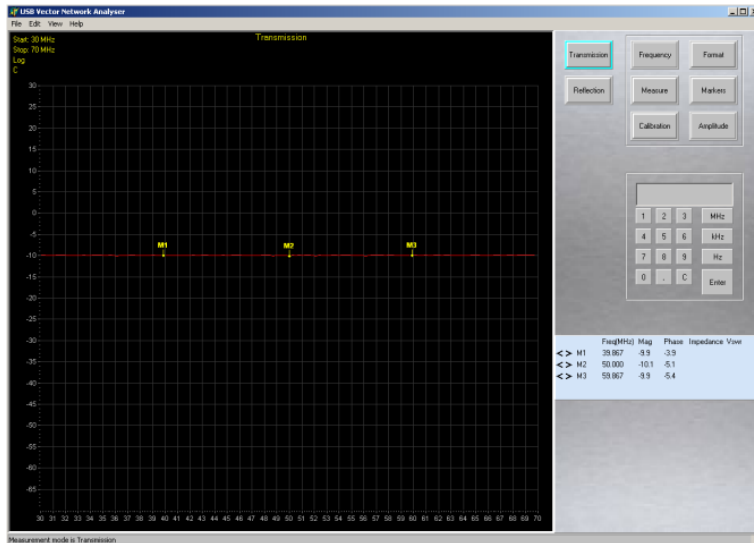 USB Vector Network Analyser
File Edit View Help
Start: 30 MHz
Stop: 70 MHz
Log
C
Transmission
30
25
20
15
10
5
0
-5
-10
-15
-20
-25
-30
-35
-40
-45
-50
-55
-60
-65
M1 M2 M3
30 31 32 33 34 35 36 37 38 39 40 41 42 43 44 45 46 47 48 49 50 51 52 53 54 55 56 57 58 59 60 61 62 63 64 65 66 67 68 69 70
Transmission Frequency Format
Reflection Measure Markers
Calibration Amplitude
1 2 3 MHz
4 5 6 kHz
7 8 9 Hz
0 . C Enter
Freq(MHz) Mag Phase Impedance Vswr
<> M1 39.867 -9.9 -3.9
<> M2 50.000 -10.1 -5.1
<> M3 59.867 -9.9 -5.4
Measurement mode is Transmission